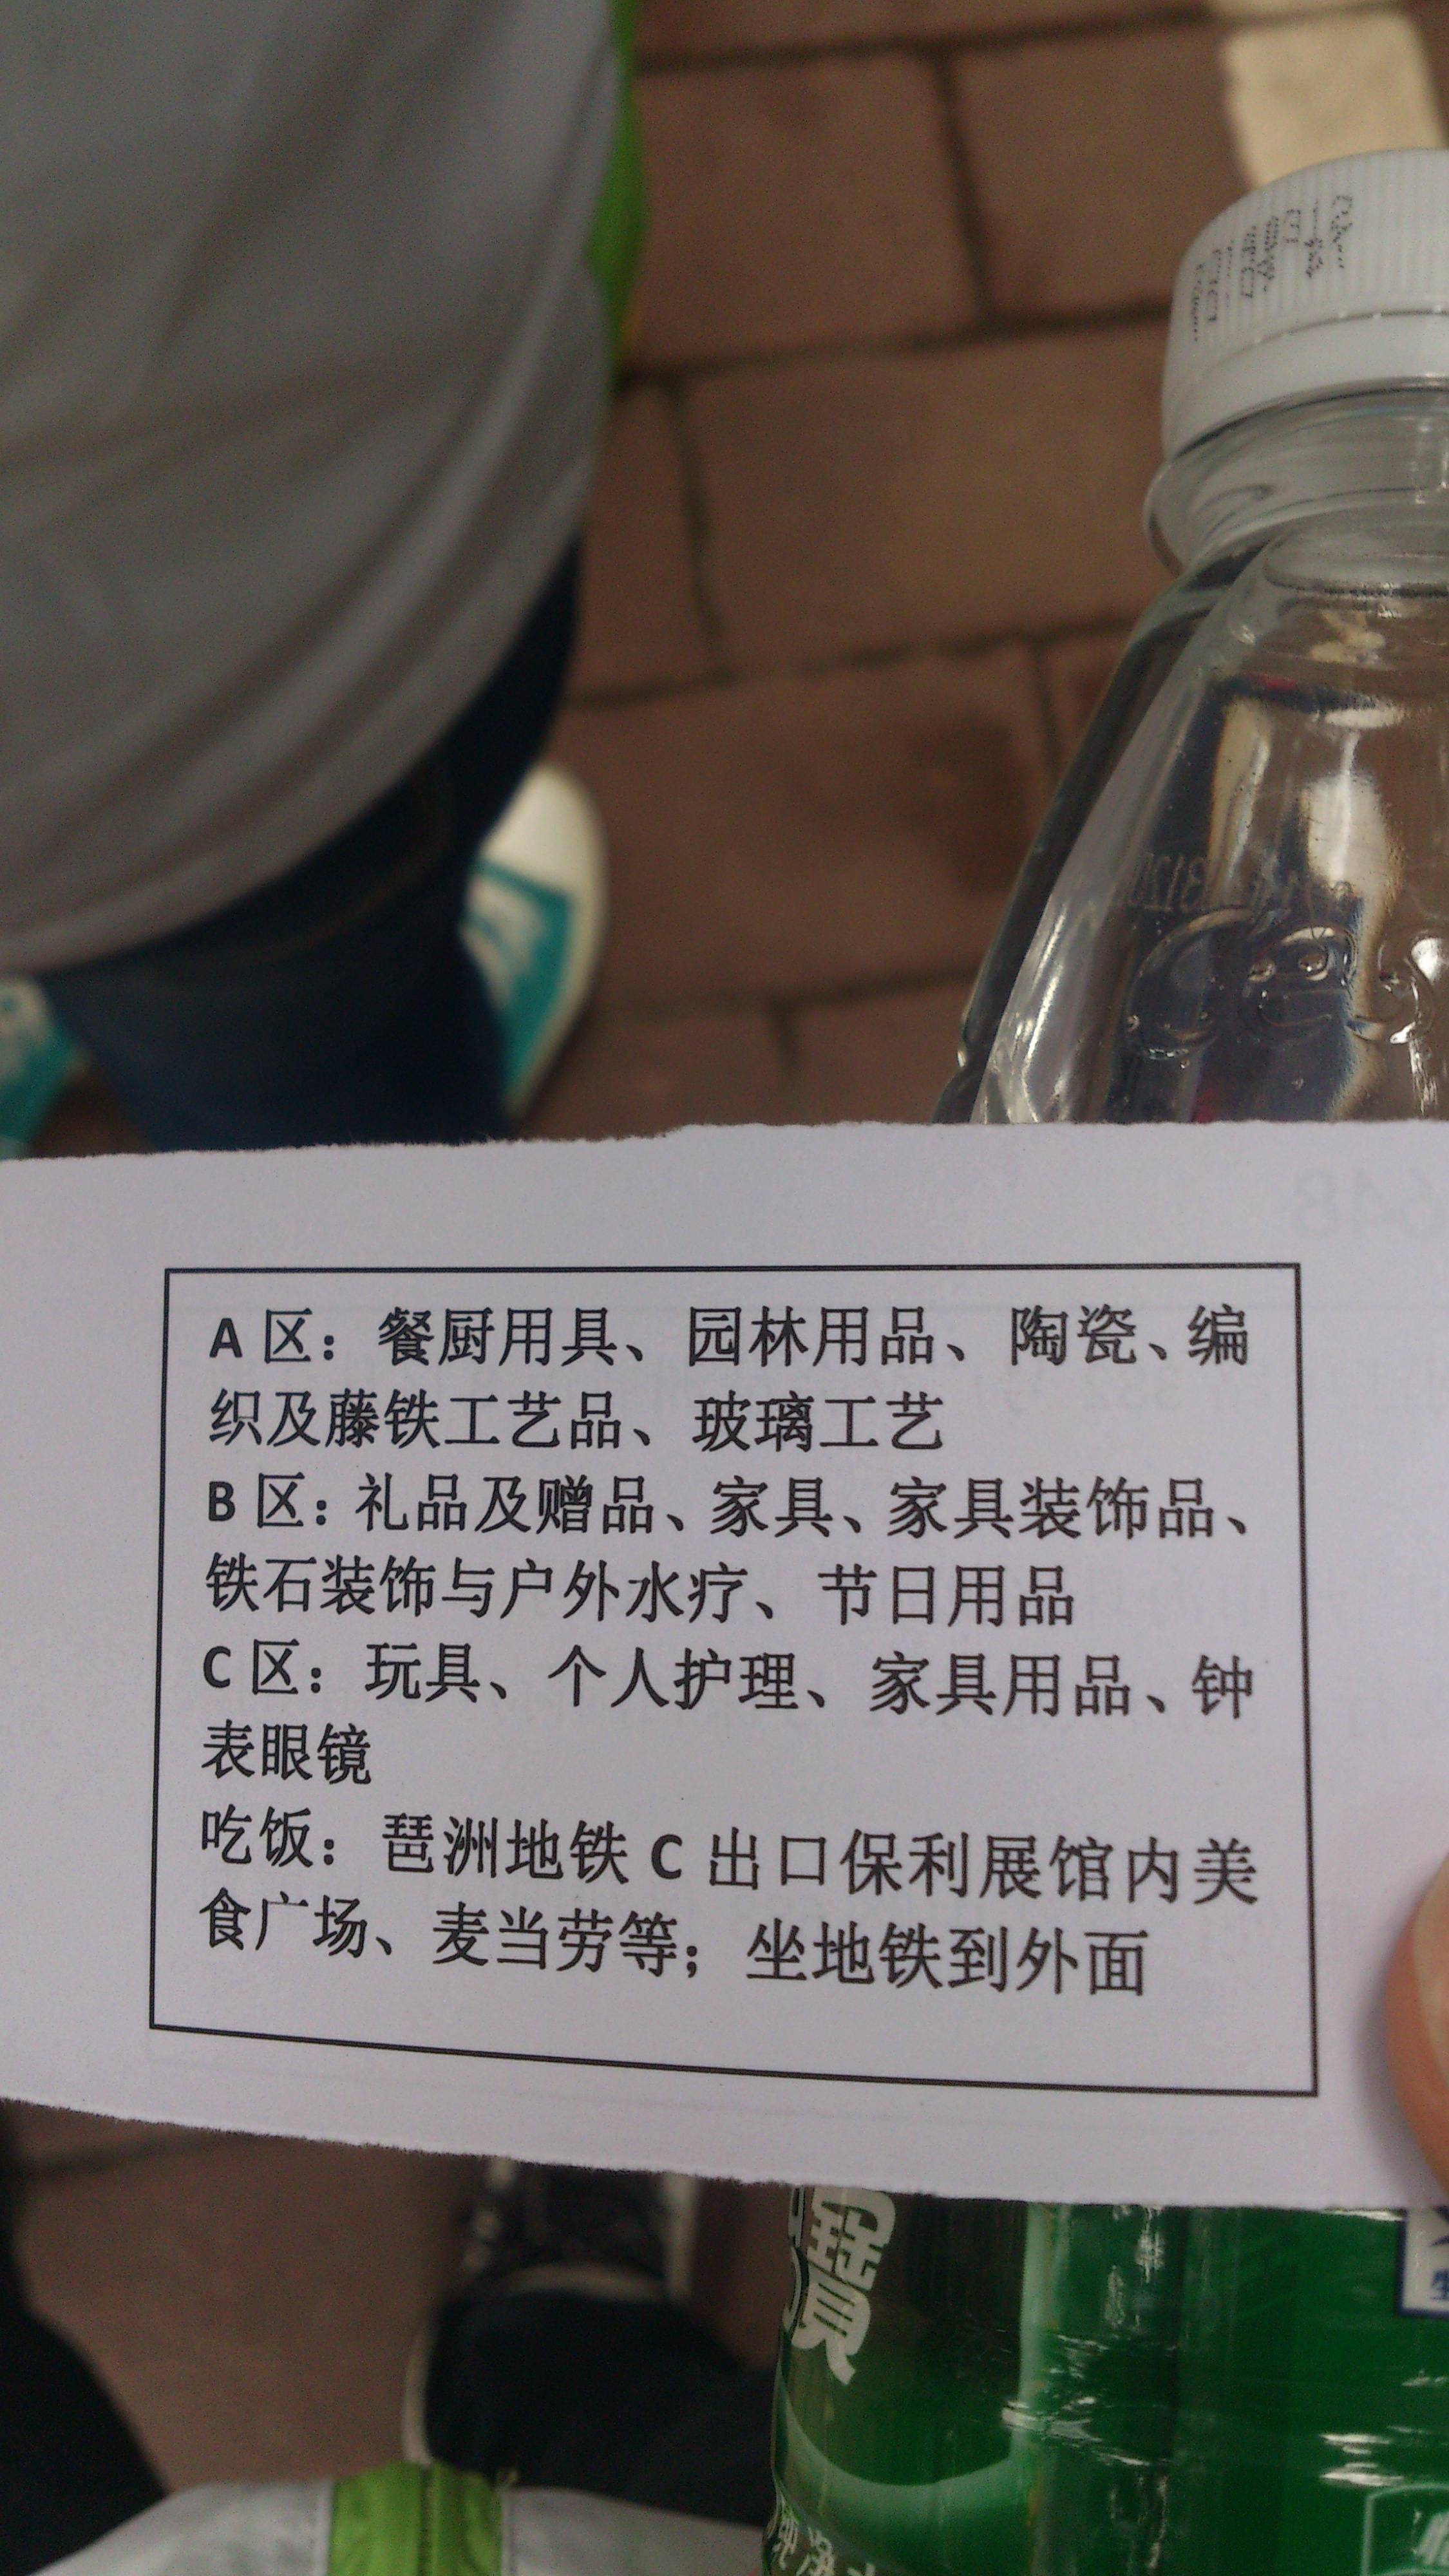 A 区：餐厨用具、园林用品、陶瓷、编
织及藤铁工艺品、玻璃工艺
B 区：礼品及赠品、家具、家具装饰品、
铁石装饰与户外水疗、节日用品
C 区：玩具、个人护理、家具用品、钟
表眼镜
吃饭：琶洲地铁 C 出口保利展馆内美
食广场、麦当劳等；坐地铁到外面
寶
纯净